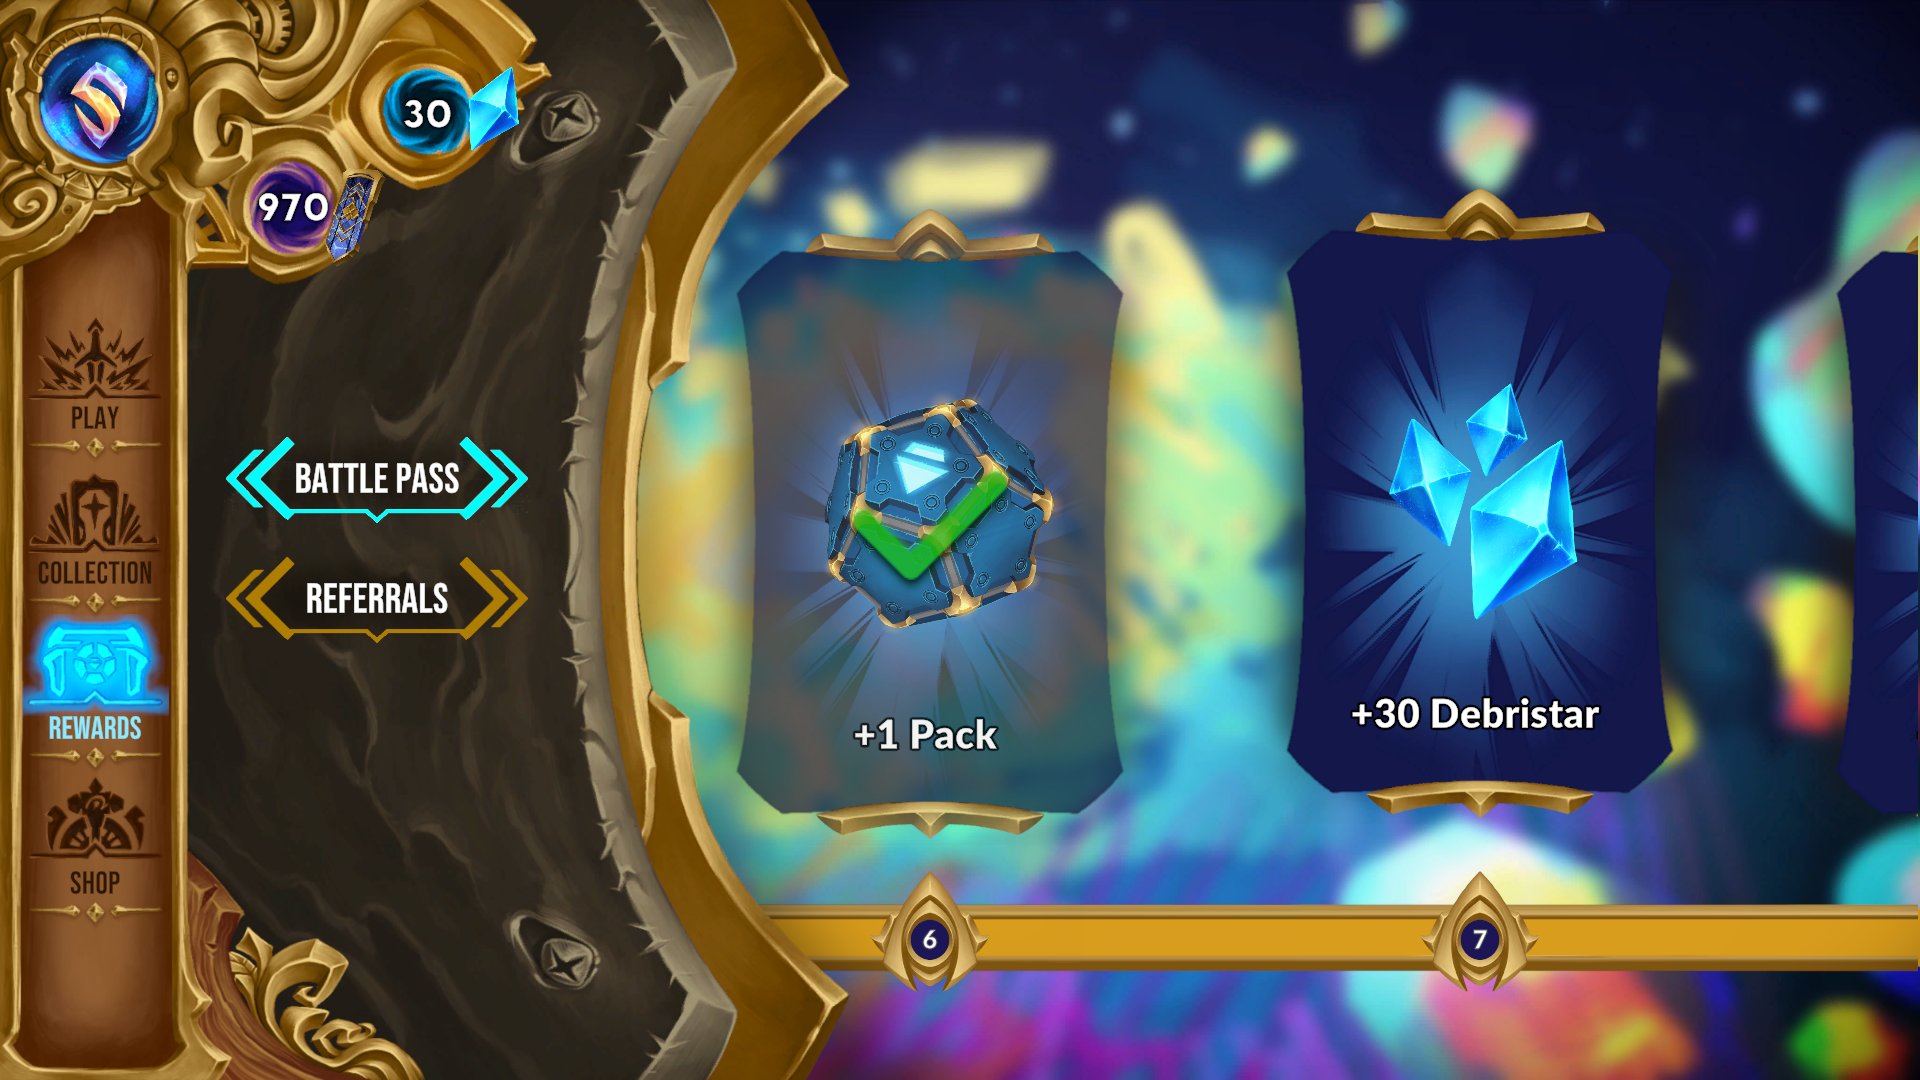 30
970
PLAY
COLLECTION
REWARDS
SHOP
BATTLE PASS
REFERRALS
+1 Pack
+30 Debristar
6
7